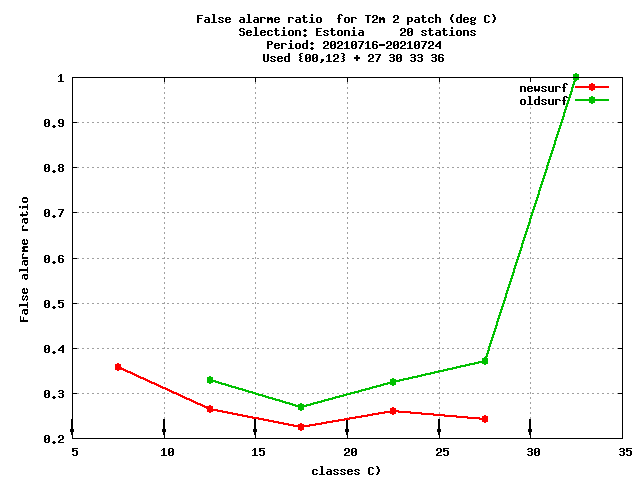 False alarme ratio  for T2m 2 patch (deg C)
Selection: Estonia     20 stations
Period: 20210716-20210724
Used {00,12} + 27 30 33 36
newsurf
oldsurf
1
0.9
0.8
0.7
0.6
0.5
0.4
0.3
0.2
False alarme ratio
5 10 15 20 25 30 35
classes C)